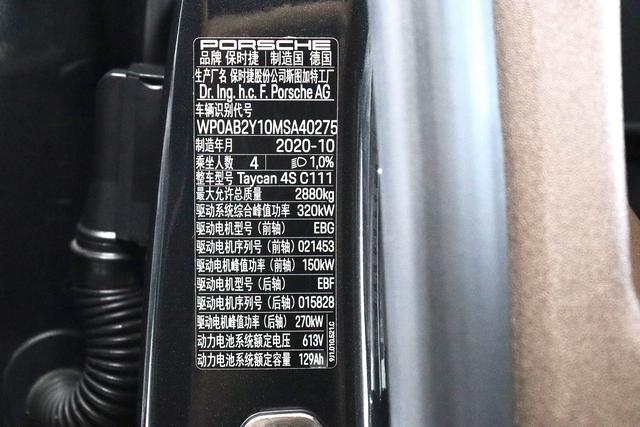 PORSCHE
品牌 保时捷 制造国 德国
生产厂名 保时捷股份公司斯图加特工厂
Dr. Ing. h.c. F. Porsche AG
车辆识别代号
WP0AB2Y10MSA40275
制造年月 2020-10
乘坐人数 4 1,0%
整车型号 Taycan 4S C111
最大允许总质量 2880kg
驱动系统综合峰值功率 320kW
驱动电机型号（前轴） EBG
驱动电机序列号（前轴） 021453
驱动电机峰值功率（前轴） 150kW
驱动电机型号（后轴） EBF
驱动电机序列号（后轴） 015828
驱动电机峰值功率（后轴） 270kW
动力电池系统额定电压 613V
动力电池系统额定容量 129Ah
9J1.010.521.C